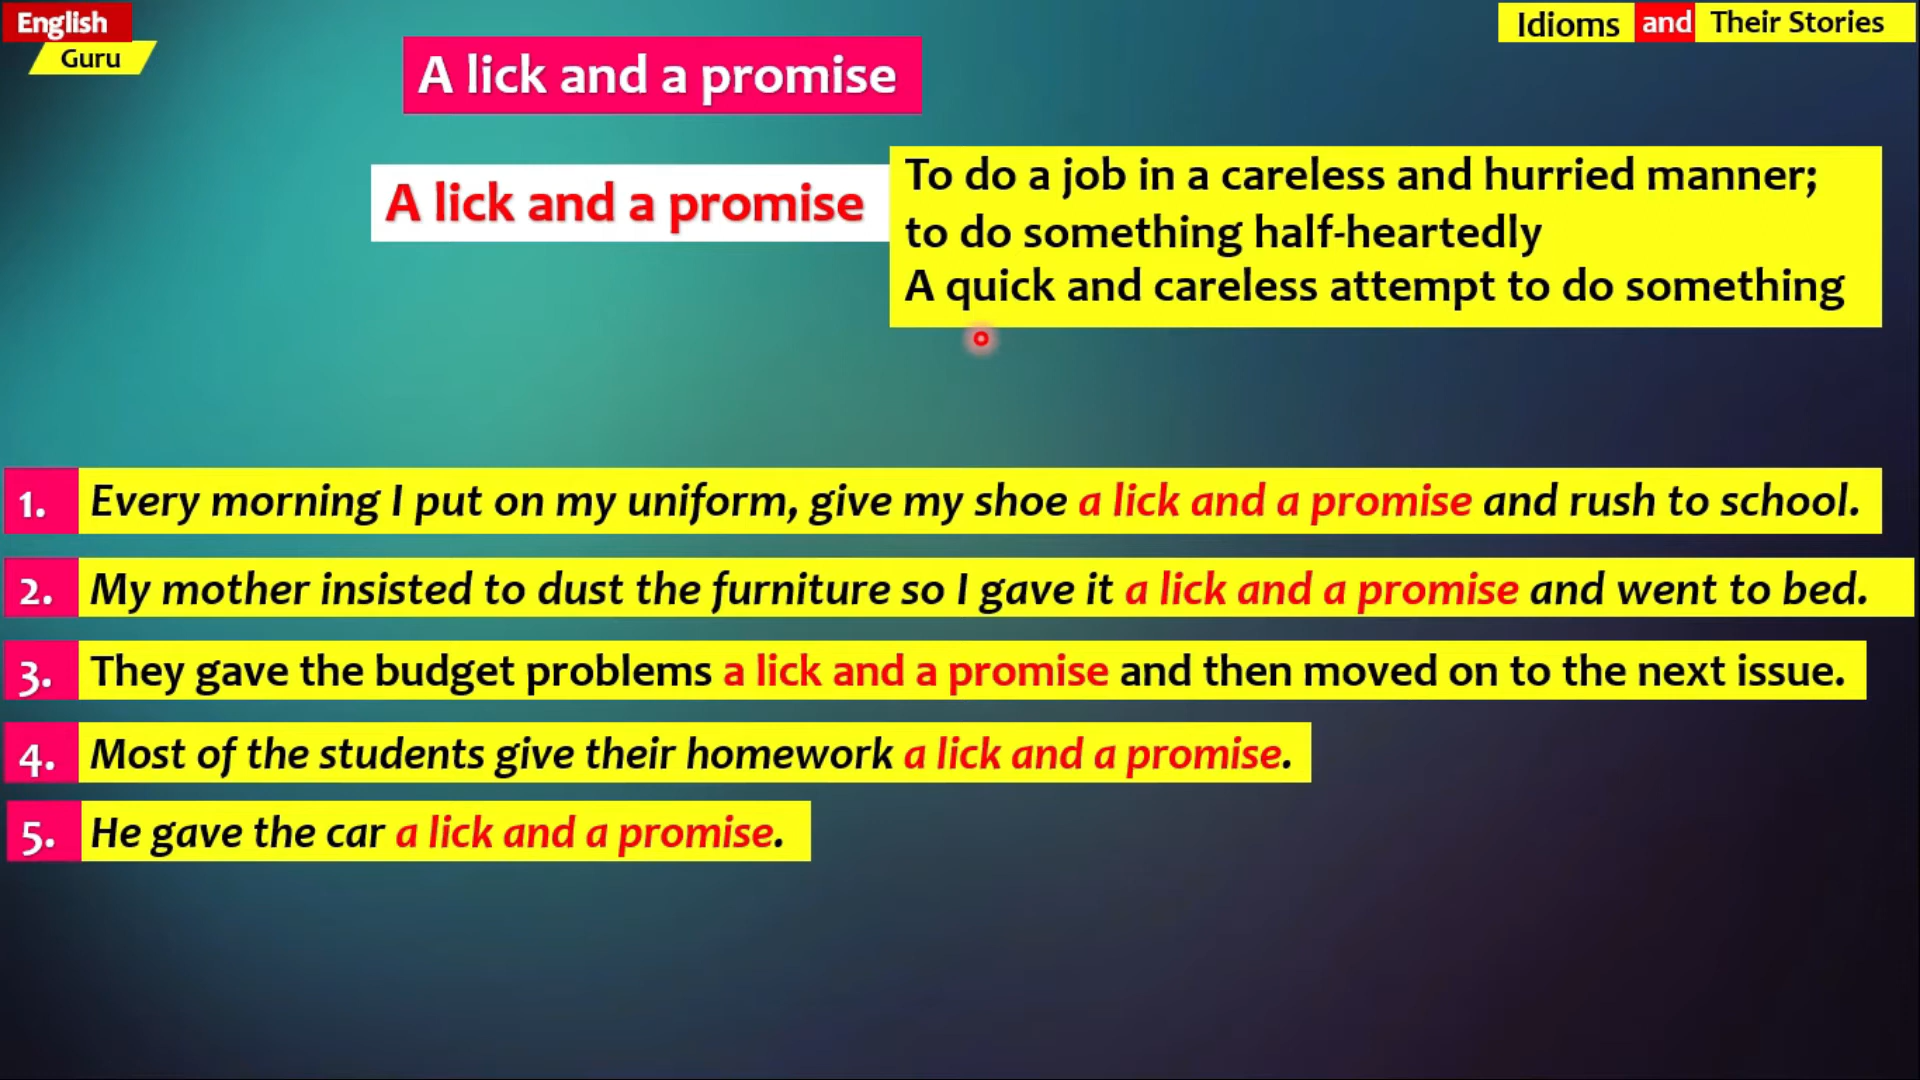 English
Guru
Idioms and Their Stories
A lick and a promise
A lick and a promise
To do a job in a careless and hurried manner;
to do something half-heartedly
A quick and careless attempt to do something
1. Every morning I put on my uniform, give my shoe a lick and a promise and rush to school.
2. My mother insisted to dust the furniture so I gave it a lick and a promise and went to bed.
3. They gave the budget problems a lick and a promise and then moved on to the next issue.
4. Most of the students give their homework a lick and a promise.
5. He gave the car a lick and a promise.